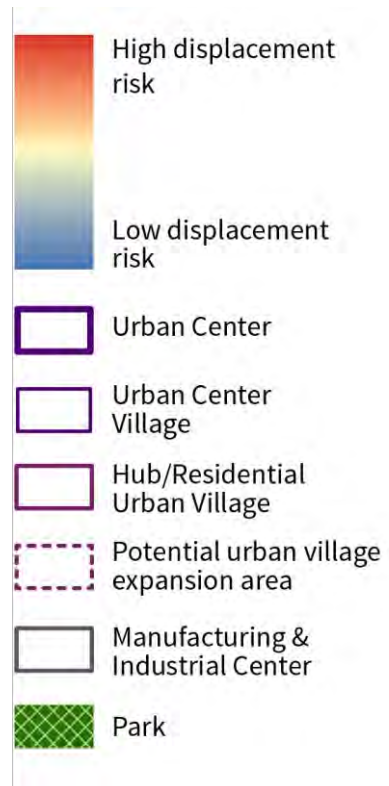 High displacement
risk
Low displacement
risk
Urban Center
Urban Center
Village
Hub/Residential
Urban Village
Potential urban village
expansion area
Manufacturing &
Industrial Center
Park